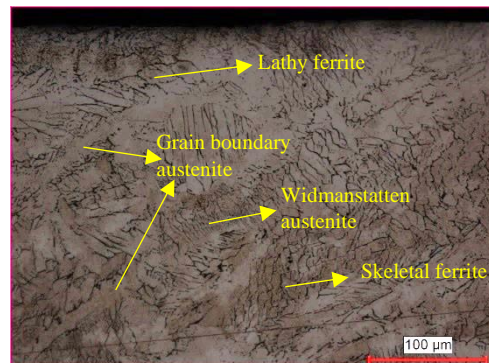 Lathy ferrite
Grain boundary
austenite
Widmanstatten
austenite
Skeletal ferrite
100 µm